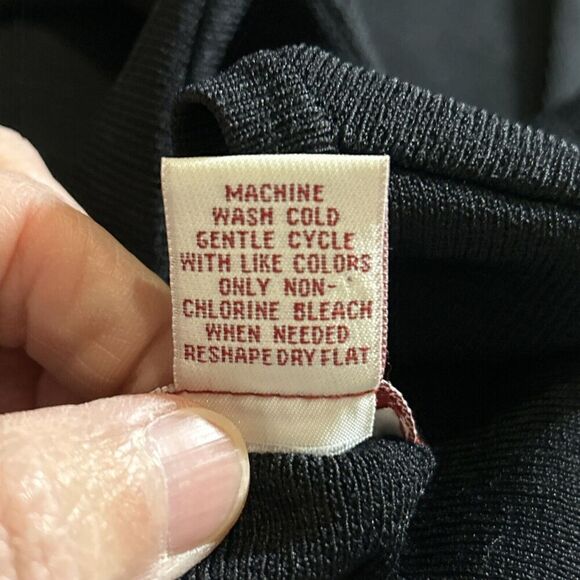 MACHINE
WASH COLD
GENTLE CYCLE
WITH LIKE COLORS
ONLY NON-
CHLORINE BLEACH
WHEN NEEDED
RESHAPE DRY FLAT